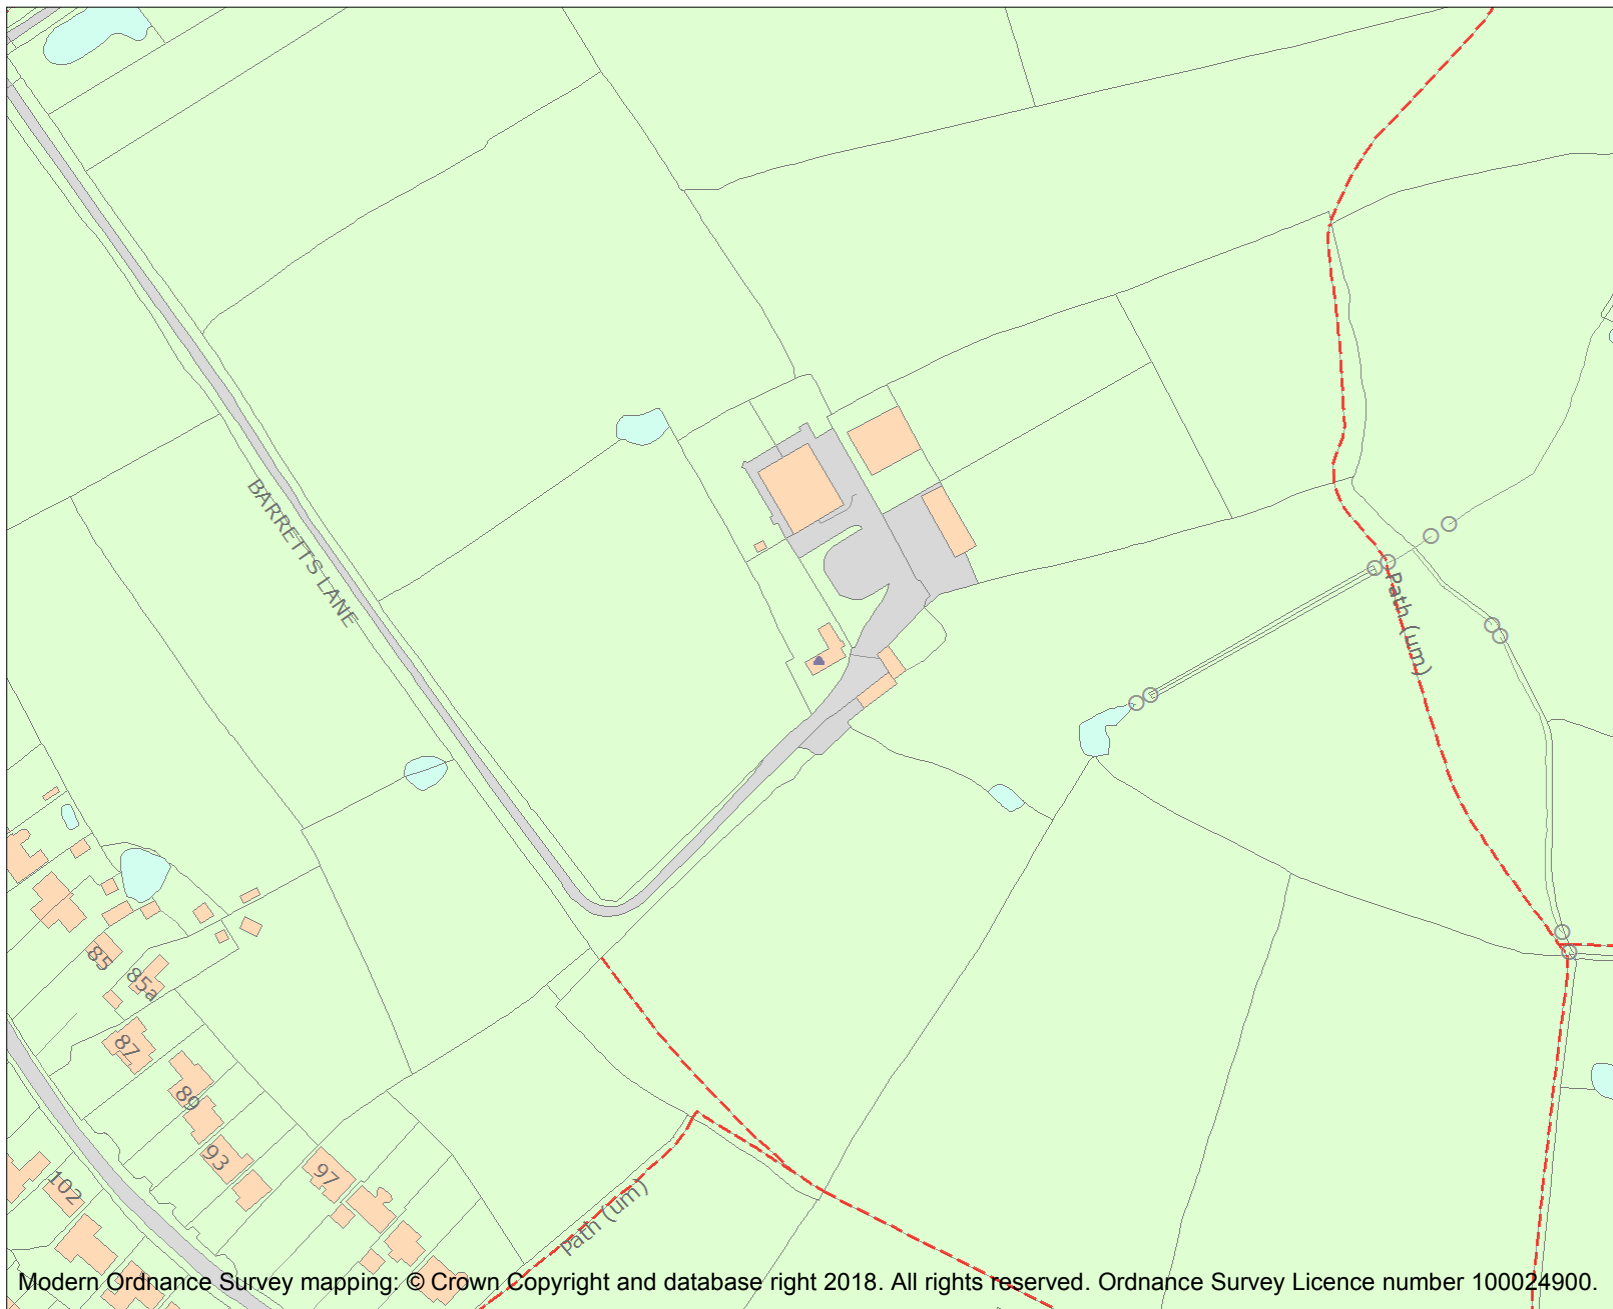 BARRETTS LANE
Path (um)
85
85a
87
89
93
97
102
Path (um)
Modern Ordnance Survey mapping: © Crown Copyright and database right 2018. All rights reserved. Ordnance Survey Licence number 100024900.